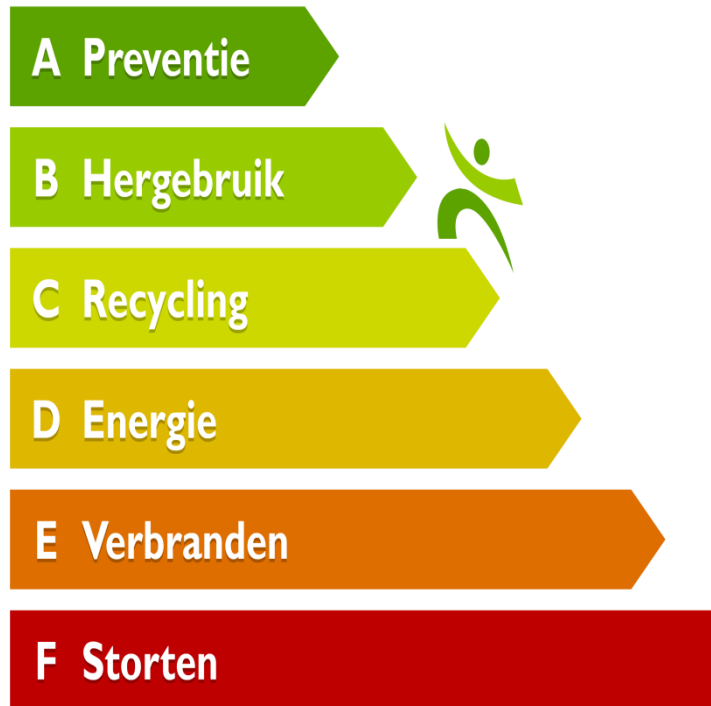 A Preventie
B Hergebruik
C Recycling
D Energie
E Verbranden
F Storten